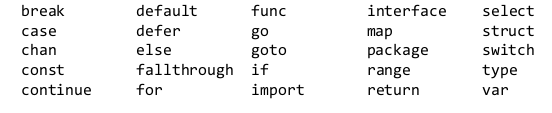 break default func interface select
case defer go map struct
chan else goto package switch
const fallthrough if range type
continue for import return var